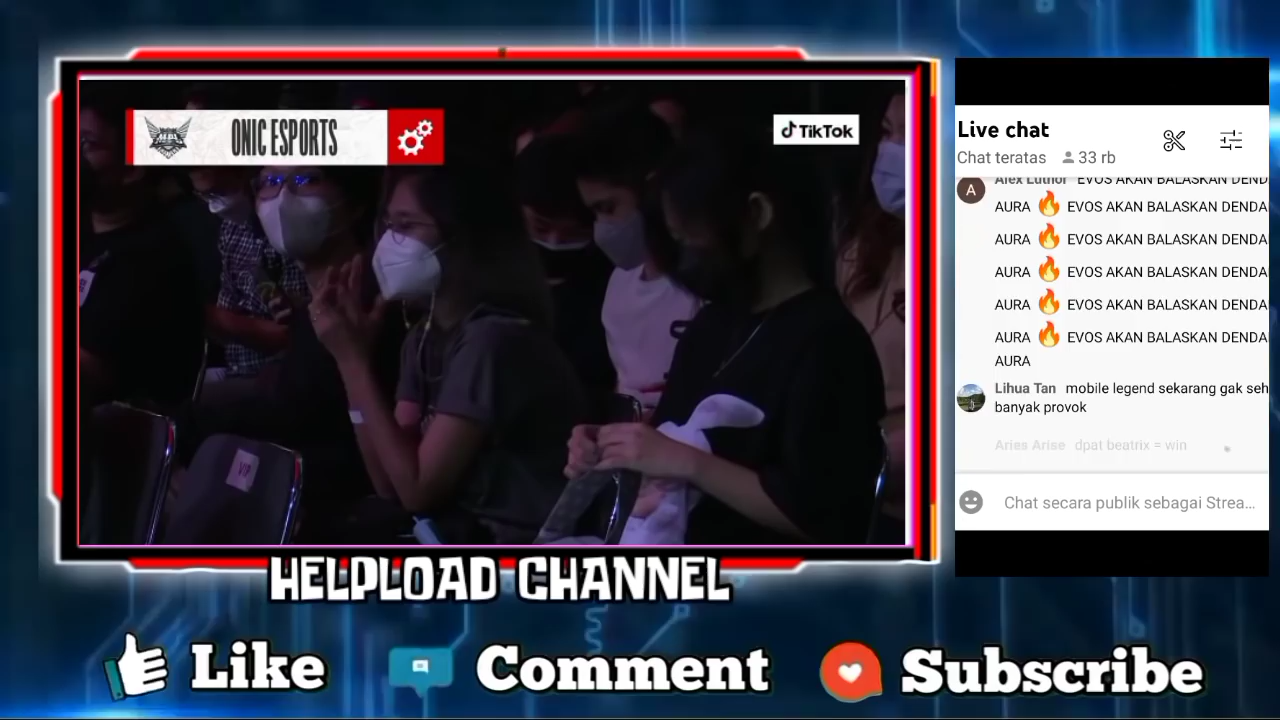 ONIC ESPORTS
TikTok
VIP
HELPLOAD CHANNEL
Like
Comment
Subscribe
Live chat
Chat teratas 33 rb
A Alex Luthor EVOS AKAN BALASKAN DEND
AURA 🔥 EVOS AKAN BALASKAN DENDA
AURA 🔥 EVOS AKAN BALASKAN DENDA
AURA 🔥 EVOS AKAN BALASKAN DENDA
AURA 🔥 EVOS AKAN BALASKAN DENDA
AURA 🔥 EVOS AKAN BALASKAN DENDA
AURA
Lihua Tan mobile legend sekarang gak seh
banyak provok
Aries Arise dpat beatrix = win
Chat secara publik sebagai Strea...